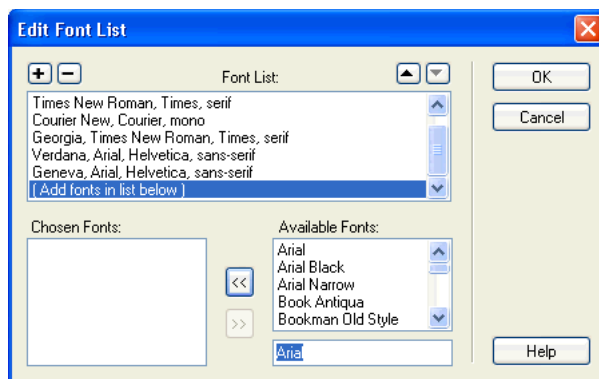 Edit Font List
Font List:
Times New Roman, Times, serif
Courier New, Courier, mono
Georgia, Times New Roman, Times, serif
Verdana, Arial, Helvetica, sans-serif
Geneva, Arial, Helvetica, sans-serif
( Add fonts in list below )
OK
Cancel
Chosen Fonts:
Available Fonts:
<<
>>
Arial
Arial Black
Arial Narrow
Book Antiqua
Bookman Old Style
Arial
Help